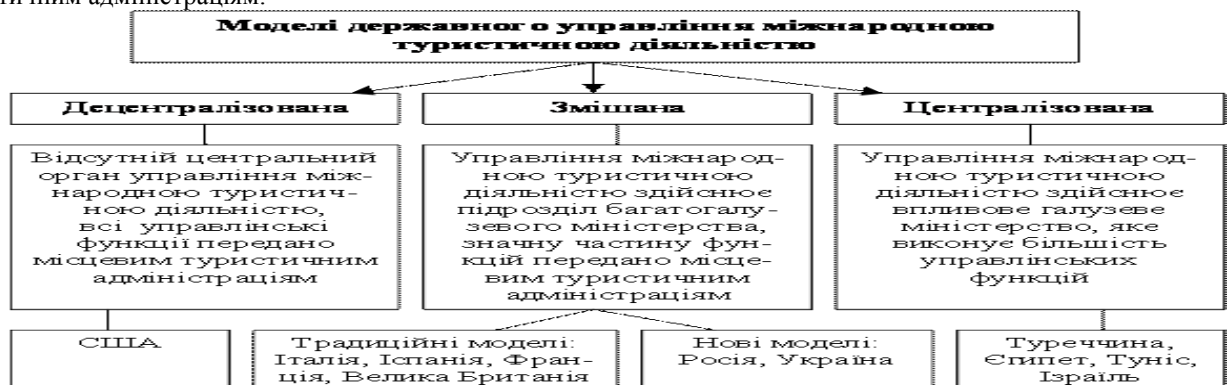 адміністраціям.
Моделі державного управління міжнародною
туристичною діяльністю
Децентралізована
Змішана
Централізована
Відсутній центральний
орган управління між-
народною туристич-
ною діяльністю,
всі управлінські
функції передано
місцевим туристичним
адміністраціям
Управління міжнарод-
ною туристичною
діяльністю здійснює
підрозділ багатогалу-
зевого міністерства,
значну частину фун-
кцій передано місце-
вим туристичним
адміністраціям
Управління міжнарод-
ною туристичною
діяльністю здійснює
впливове галузеве
міністерство, яке
виконує більшість
управлінських
функцій
США
Традиційні моделі:
Італія, Іспанія, Фран-
ція, Велика Британія
Нові моделі:
Росія, Україна
Туреччина,
Єгипет, Туніс,
Ізраїль